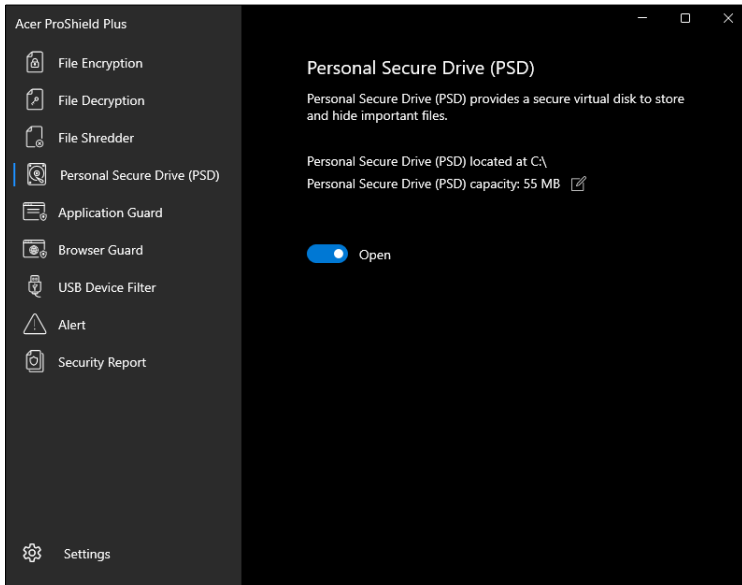 Acer ProShield Plus
File Encryption
File Decryption
File Shredder
Personal Secure Drive (PSD)
Application Guard
Browser Guard
USB Device Filter
Alert
Security Report
Settings
Personal Secure Drive (PSD)
Personal Secure Drive (PSD) provides a secure virtual disk to store
and hide important files.
Personal Secure Drive (PSD) located at C:\
Personal Secure Drive (PSD) capacity: 55 MB
Open